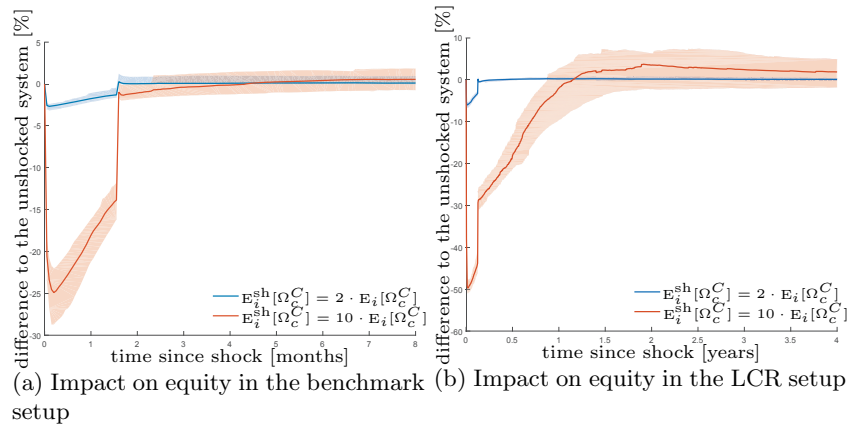 difference to the unshocked system [%]
5
0
-5
-10
-15
-20
-25
-30
0 1 2 3 4 5 6 7 8
time since shock [months]
E_i^sh[Ω_c^C] = 2 · E_i[Ω_c^C]
E_i^sh[Ω_c^C] = 10 · E_i[Ω_c^C]
(a) Impact on equity in the benchmark
setup
difference to the unshocked system [%]
10
0
-10
-20
-30
-40
-50
-60
0 0.5 1 1.5 2 2.5 3 3.5 4
time since shock [years]
E_i^sh[Ω_c^C] = 2 · E_i[Ω_c^C]
E_i^sh[Ω_c^C] = 10 · E_i[Ω_c^C]
(b) Impact on equity in the LCR setup